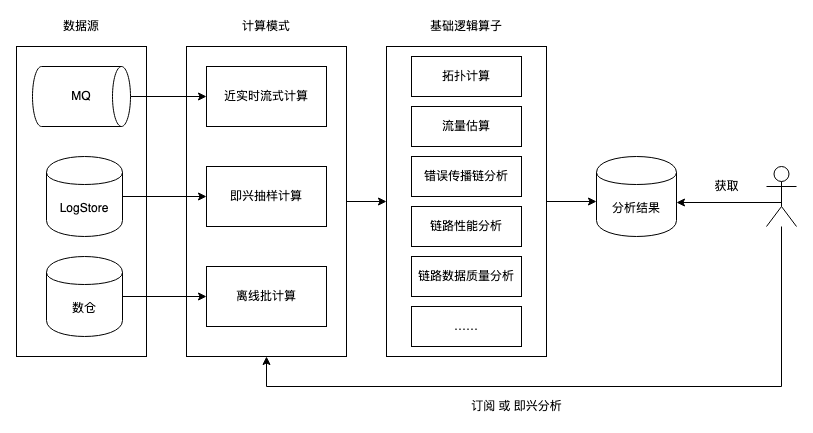 数据源
计算模式
基础逻辑算子
MQ
近实时流式计算
拓扑计算
流量估算
错误传播链分析
LogStore
即兴抽样计算
链路性能分析
分析结果
获取
数仓
离线批计算
链路数据质量分析
……
订阅 或 即兴分析